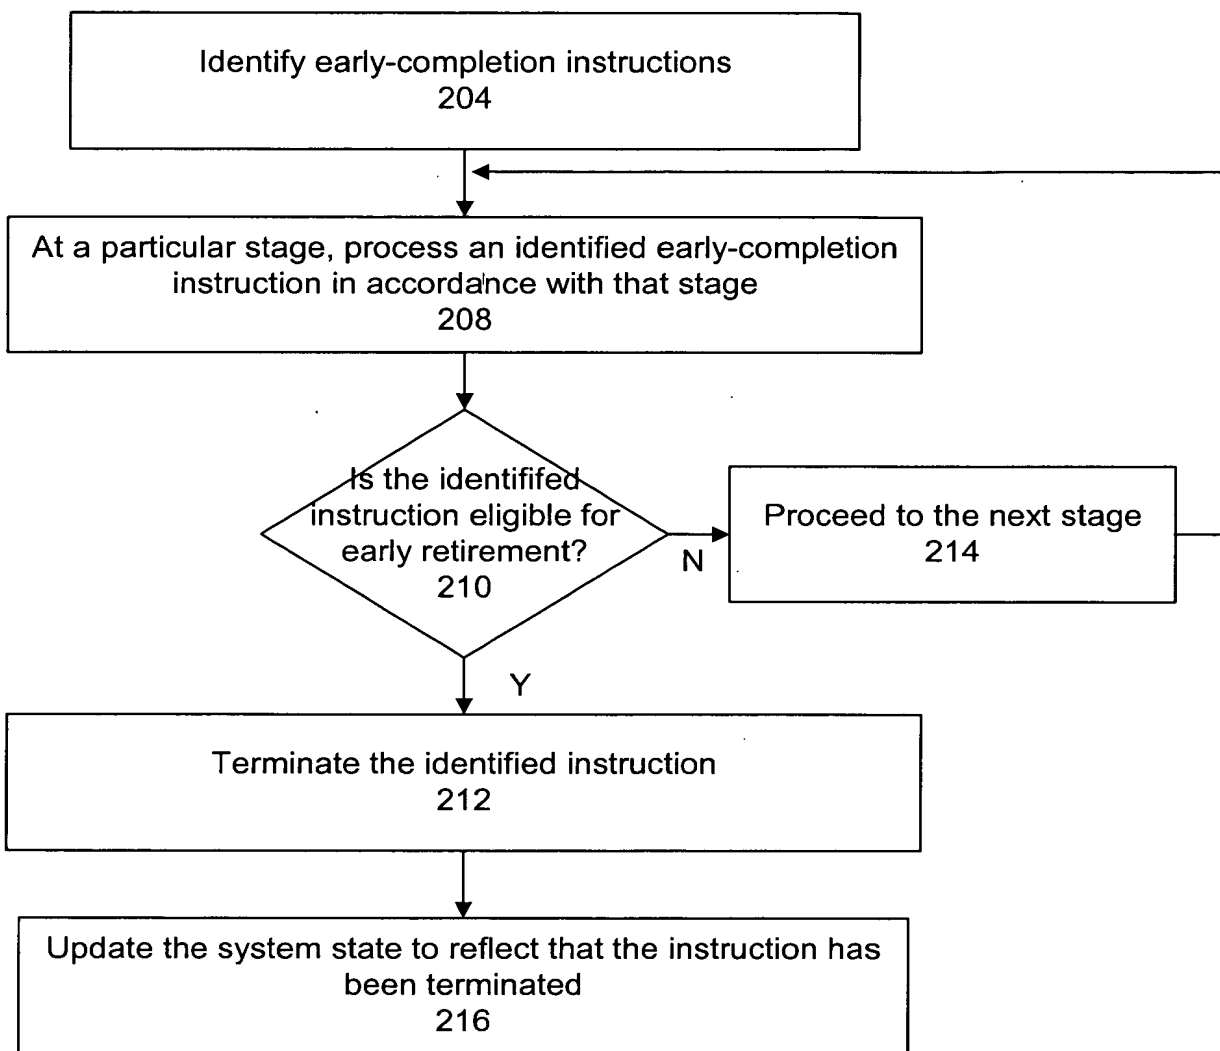 Identify early-completion instructions
204
At a particular stage, process an identified early-completion
instruction in accordance with that stage
208
Is the identififed
instruction eligible for
early retirement?
210
N
Proceed to the next stage
214
Y
Terminate the identified instruction
212
Update the system state to reflect that the instruction has
been terminated
216